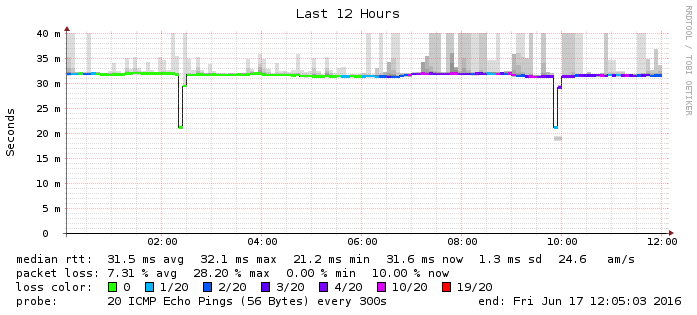 Last 12 Hours
RRDTOOL / TOBI OETIKER
Seconds
40 m
35 m
30 m
25 m
20 m
15 m
10 m
5 m
0
02:00 04:00 06:00 08:00 10:00 12:00
median rtt: 31.5 ms avg 32.1 ms max 21.2 ms min 31.6 ms now 1.3 ms sd 24.6 am/s
packet loss: 7.31 % avg 28.20 % max 0.00 % min 10.00 % now
loss color: 0 1/20 2/20 3/20 4/20 10/20 19/20
probe: 20 ICMP Echo Pings (56 Bytes) every 300s end: Fri Jun 17 12:05:03 2016